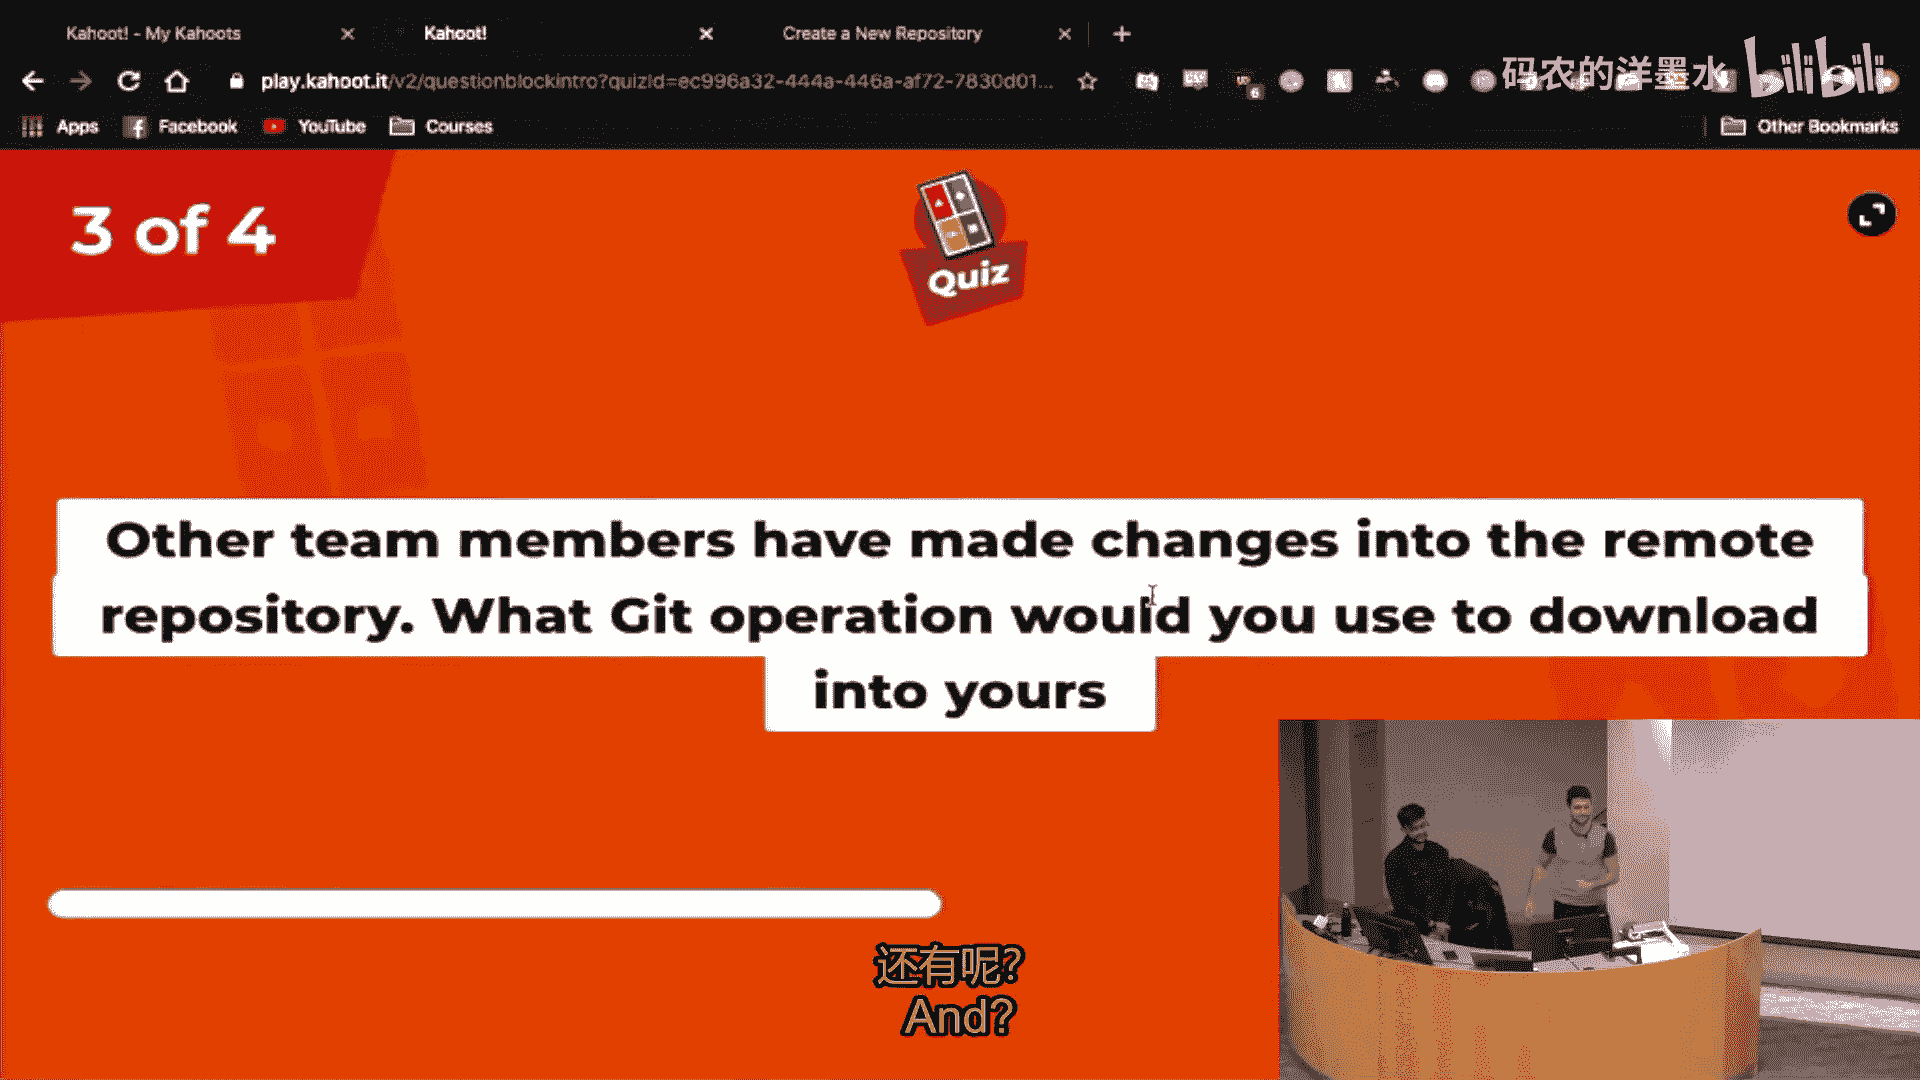 Kahoot! - My Kahoots
Kahoot!
Create a New Repository
play.kahoot.it/v2/questionblockintro?quizId=ec996a32-444a-446a-af72-7830d01...
码农的洋墨水 bilibili
Apps
Facebook
YouTube
Courses
Other Bookmarks
3 of 4
Quiz
Other team members have made changes into the remote
repository. What Git operation would you use to download
into yours
还有呢?
And?